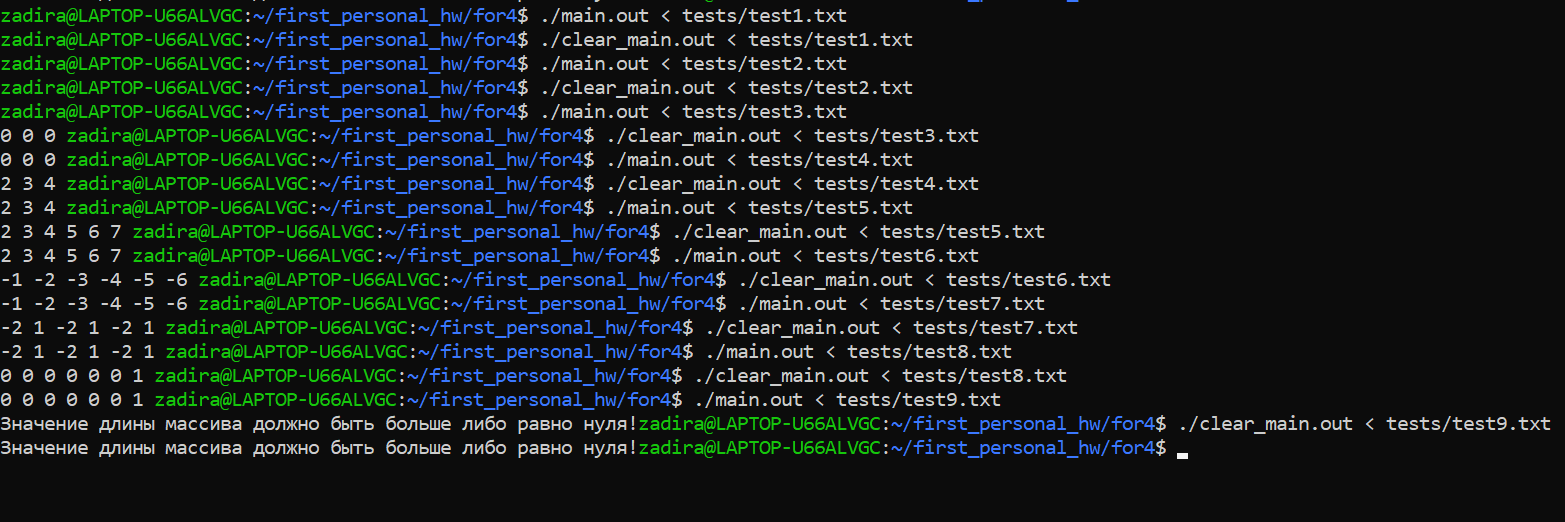 zadira@LAPTOP-U66ALVGC:~/first_personal_hw/for4$ ./main.out < tests/test1.txt
zadira@LAPTOP-U66ALVGC:~/first_personal_hw/for4$ ./clear_main.out < tests/test1.txt
zadira@LAPTOP-U66ALVGC:~/first_personal_hw/for4$ ./main.out < tests/test2.txt
zadira@LAPTOP-U66ALVGC:~/first_personal_hw/for4$ ./clear_main.out < tests/test2.txt
zadira@LAPTOP-U66ALVGC:~/first_personal_hw/for4$ ./main.out < tests/test3.txt
0 0 0 zadira@LAPTOP-U66ALVGC:~/first_personal_hw/for4$ ./clear_main.out < tests/test3.txt
0 0 0 zadira@LAPTOP-U66ALVGC:~/first_personal_hw/for4$ ./main.out < tests/test4.txt
2 3 4 zadira@LAPTOP-U66ALVGC:~/first_personal_hw/for4$ ./clear_main.out < tests/test4.txt
2 3 4 zadira@LAPTOP-U66ALVGC:~/first_personal_hw/for4$ ./main.out < tests/test5.txt
2 3 4 5 6 7 zadira@LAPTOP-U66ALVGC:~/first_personal_hw/for4$ ./clear_main.out < tests/test5.txt
2 3 4 5 6 7 zadira@LAPTOP-U66ALVGC:~/first_personal_hw/for4$ ./main.out < tests/test6.txt
-1 -2 -3 -4 -5 -6 zadira@LAPTOP-U66ALVGC:~/first_personal_hw/for4$ ./clear_main.out < tests/test6.txt
-1 -2 -3 -4 -5 -6 zadira@LAPTOP-U66ALVGC:~/first_personal_hw/for4$ ./main.out < tests/test7.txt
-2 1 -2 1 -2 1 zadira@LAPTOP-U66ALVGC:~/first_personal_hw/for4$ ./clear_main.out < tests/test7.txt
-2 1 -2 1 -2 1 zadira@LAPTOP-U66ALVGC:~/first_personal_hw/for4$ ./main.out < tests/test8.txt
0 0 0 0 0 0 1 zadira@LAPTOP-U66ALVGC:~/first_personal_hw/for4$ ./clear_main.out < tests/test8.txt
0 0 0 0 0 0 1 zadira@LAPTOP-U66ALVGC:~/first_personal_hw/for4$ ./main.out < tests/test9.txt
Значение длины массива должно быть больше либо равно нуля!zadira@LAPTOP-U66ALVGC:~/first_personal_hw/for4$ ./clear_main.out < tests/test9.txt
Значение длины массива должно быть больше либо равно нуля!zadira@LAPTOP-U66ALVGC:~/first_personal_hw/for4$